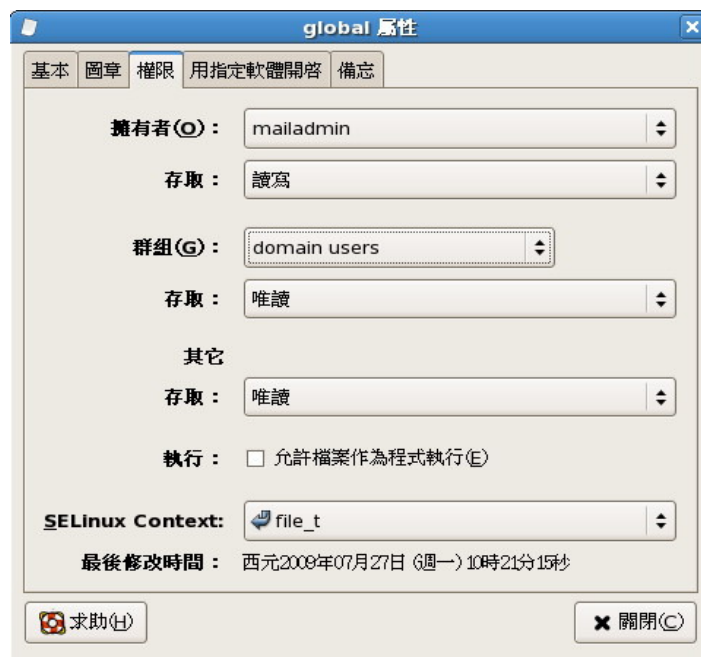 global 属性
基本 圖章 權限 用指定軟體開啓 備忘
擁有者(O)： mailadmin
存取： 讀寫
群組(G)： domain users
存取： 唯讀
其它
存取： 唯讀
執行： 允許檔案作為程式執行(E)
SELinux Context: file_t
最後修改時間： 西元2009年07月27日 (週一) 10時21分15秒
求助(H) 關閉(C)